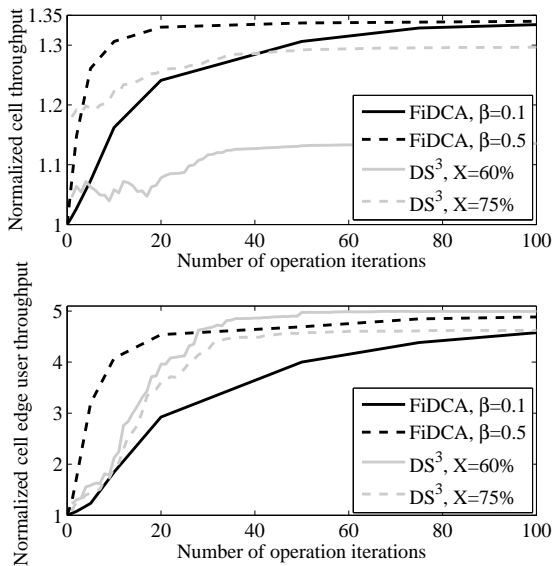 Normalized cell throughput
1.35
1.3
1.2
1.1
1
0
20
40
60
80
100
Number of operation iterations
FiDCA, β=0.1
FiDCA, β=0.5
DS³, X=60%
DS³, X=75%
Normalized cell edge user throughput
5
4
3
2
1
0
20
40
60
80
100
Number of operation iterations
FiDCA, β=0.1
FiDCA, β=0.5
DS³, X=60%
DS³, X=75%